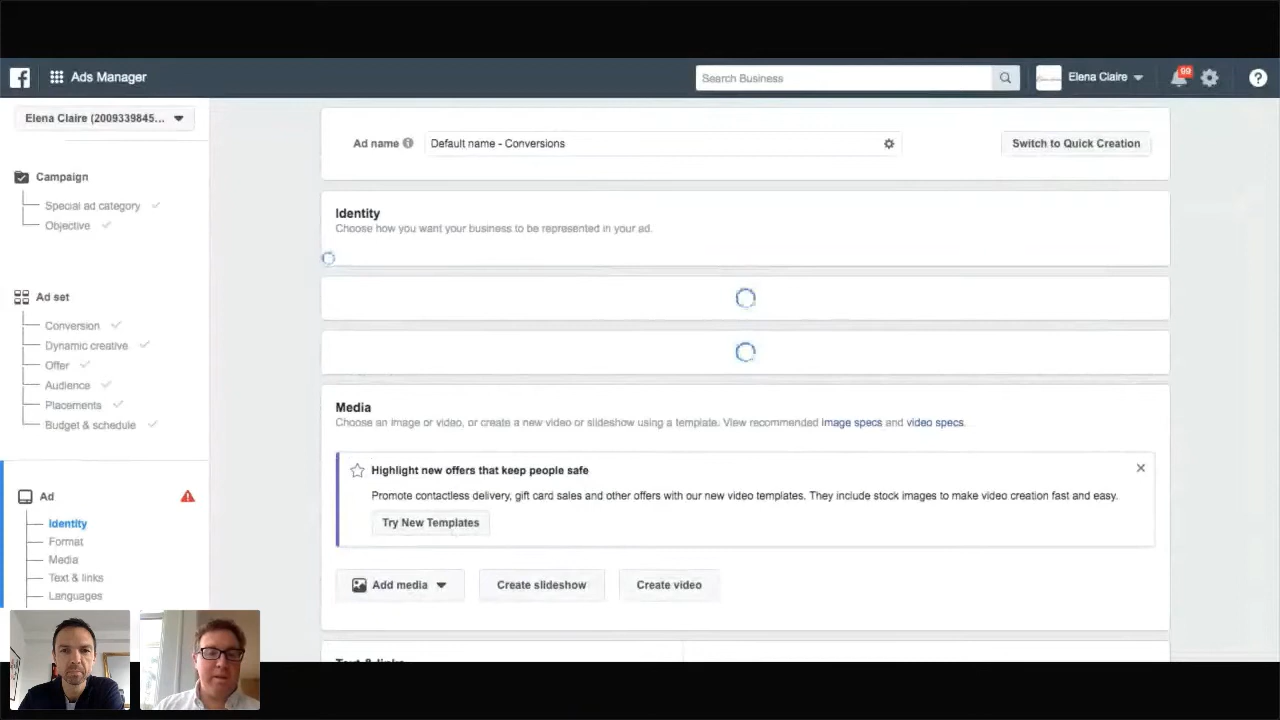 Ads Manager
Search Business
Elena Claire
99
Elena Claire (2009339845...
Campaign
Special ad category
Objective
Ad set
Conversion
Dynamic creative
Offer
Audience
Placements
Budget & schedule
Ad
Identity
Format
Media
Text & links
Languages
Ad name
Default name - Conversions
Switch to Quick Creation
Identity
Choose how you want your business to be represented in your ad.
Media
Choose an image or video, or create a new video or slideshow using a template. View recommended image specs and video specs.
Highlight new offers that keep people safe
Promote contactless delivery, gift card sales and other offers with our new video templates. They include stock images to make video creation fast and easy.
Try New Templates
Add media
Create slideshow
Create video
Text & links